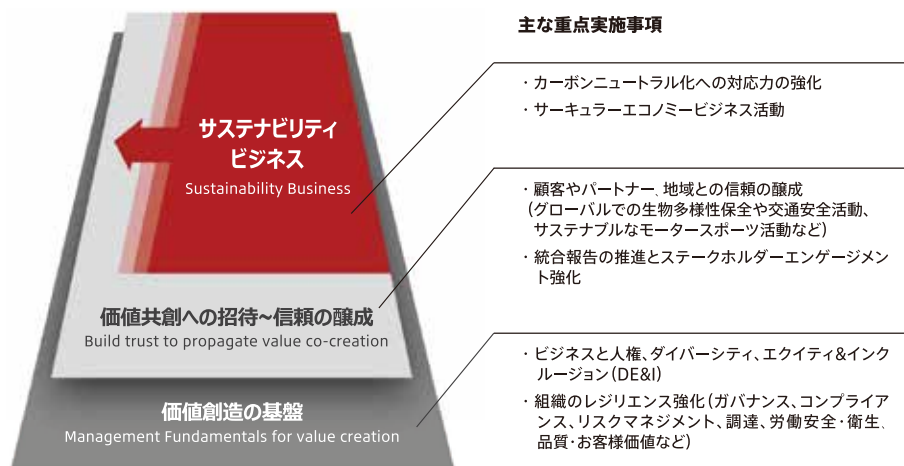 主な重点実施事項
サステナビリティ
ビジネス
Sustainability Business
・カーボンニュートラル化への対応力の強化
・サーキュラーエコノミービジネス活動
価値共創への招待~信頼の醸成
Build trust to propagate value co-creation
・顧客やパートナー、地域との信頼の醸成
(グローバルでの生物多様性保全や交通安全活動、
サステナブルなモータースポーツ活動など)
・統合報告の推進とステークホルダーエンゲージメン
ト強化
価値創造の基盤
Management Fundamentals for value creation
・ビジネスと人権、ダイバーシティ、エクイティ&インク
ルージョン(DE&I)
・組織のレジリエンス強化(ガバナンス、コンプライア
ンス、リスクマネジメント、調達、労働安全・衛生、
品質・お客様価値など)